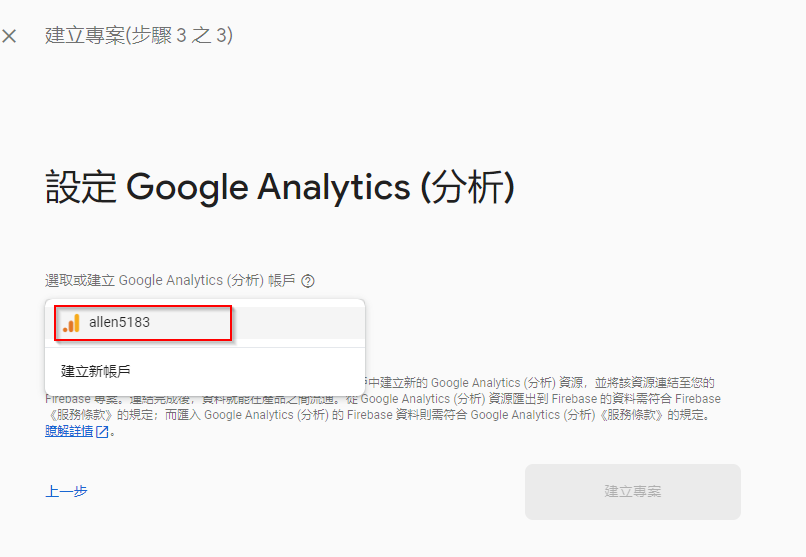 建立專案(步驟 3 之 3)
設定 Google Analytics (分析)
選取或建立 Google Analytics (分析) 帳戶
allen5183
建立新帳戶
戶中建立新的 Google Analytics (分析) 資源，並將該資源連結至您的
Firebase 專案。連結完成後，資料就能在產品之間流通。從 Google Analytics (分析) 資源匯出到 Firebase 的資料需符合 Firebase
《服務條款》的規定；而匯入 Google Analytics (分析) 的 Firebase 資料則需符合 Google Analytics (分析)《服務條款》的規定。
瞭解詳情。
上一步
建立專案